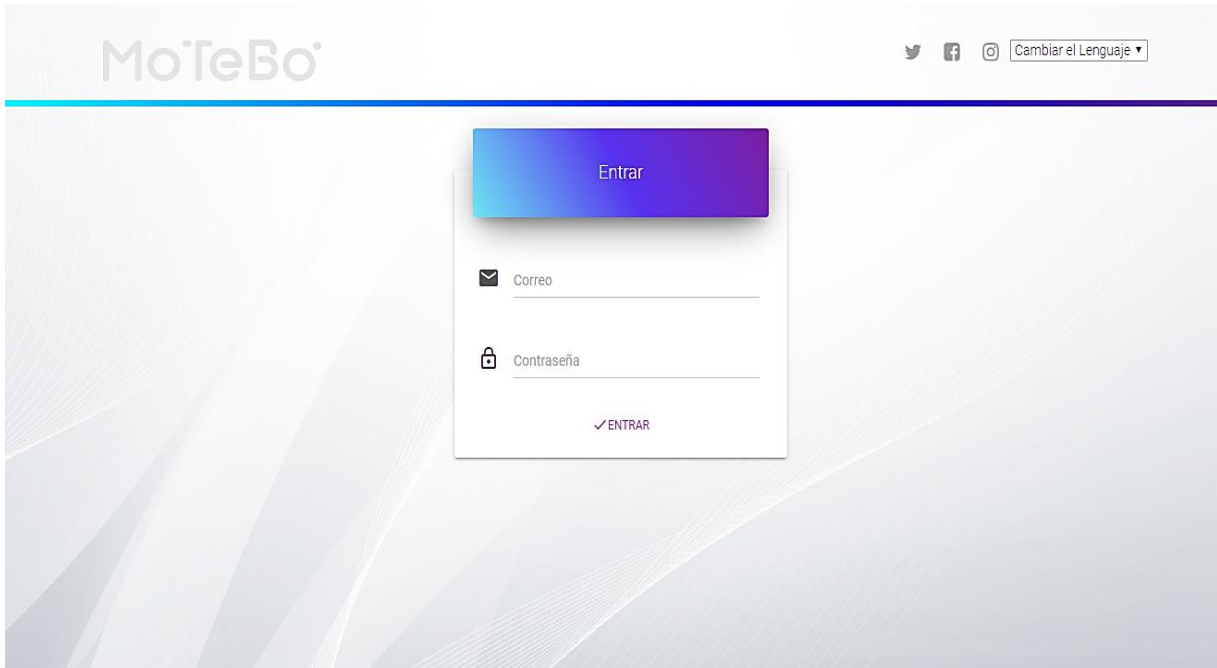 MoTeBo
Cambiar el Lenguaje
Entrar
Correo
Contraseña
ENTRAR